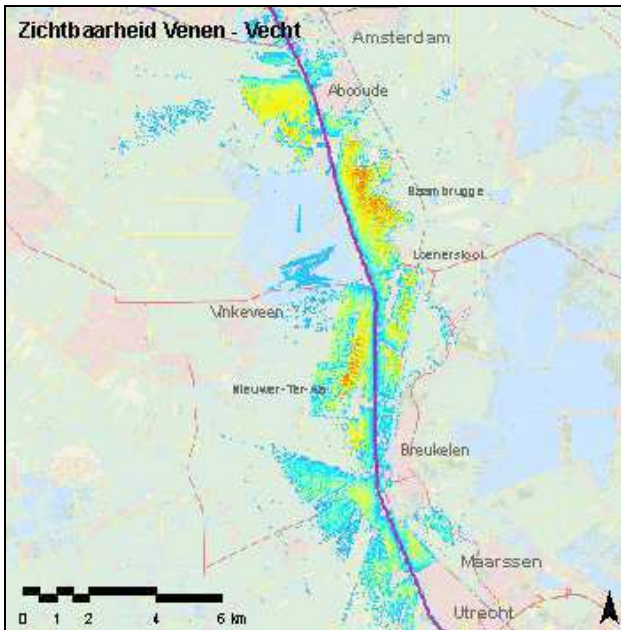 Zichtbaarheid Venen - Vecht
Amsterdam
Abcoude
Baambrugge
Loenersloot
Vinkeveen
Nieuwer-Ter-Aa
Breukelen
Maarssen
Utrecht
0 1 2 4 6 km